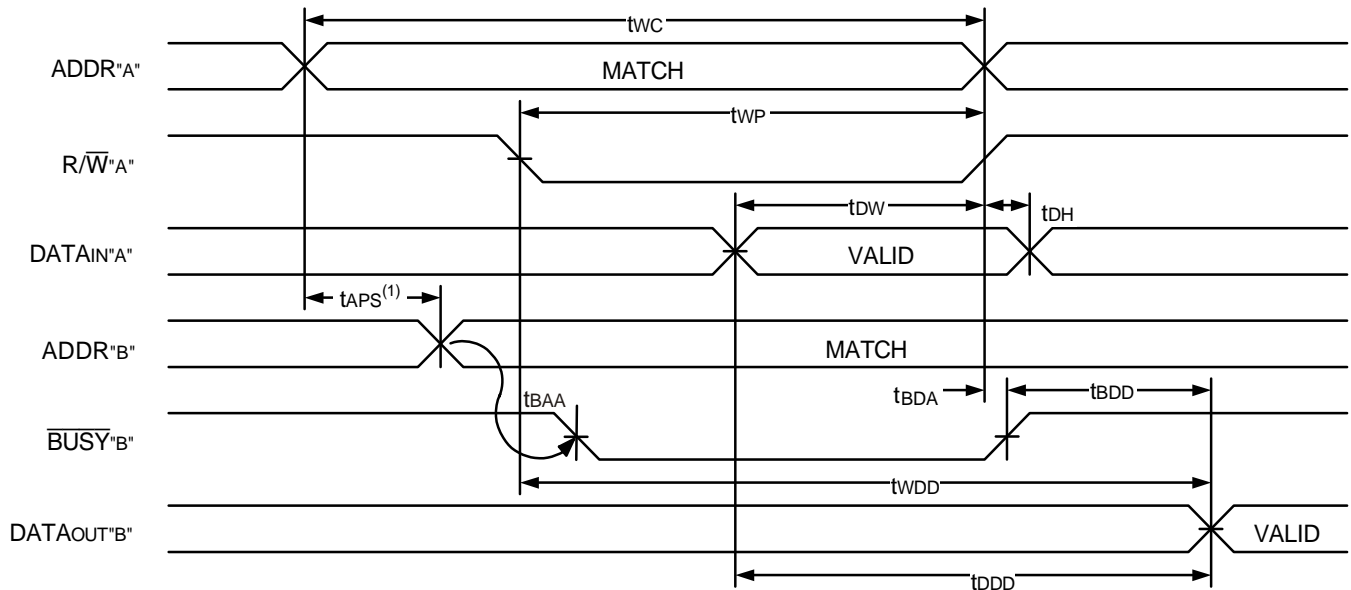 tWC
ADDR"A"
MATCH
tWP
R/W̅"A"
tDW
tDH
DATAIN"A"
VALID
tAPS(1)
ADDR"B"
MATCH
tBAA
tBDA
tBDD
B̅U̅S̅Y̅"B"
tWDD
DATAOUT"B"
VALID
tDDD